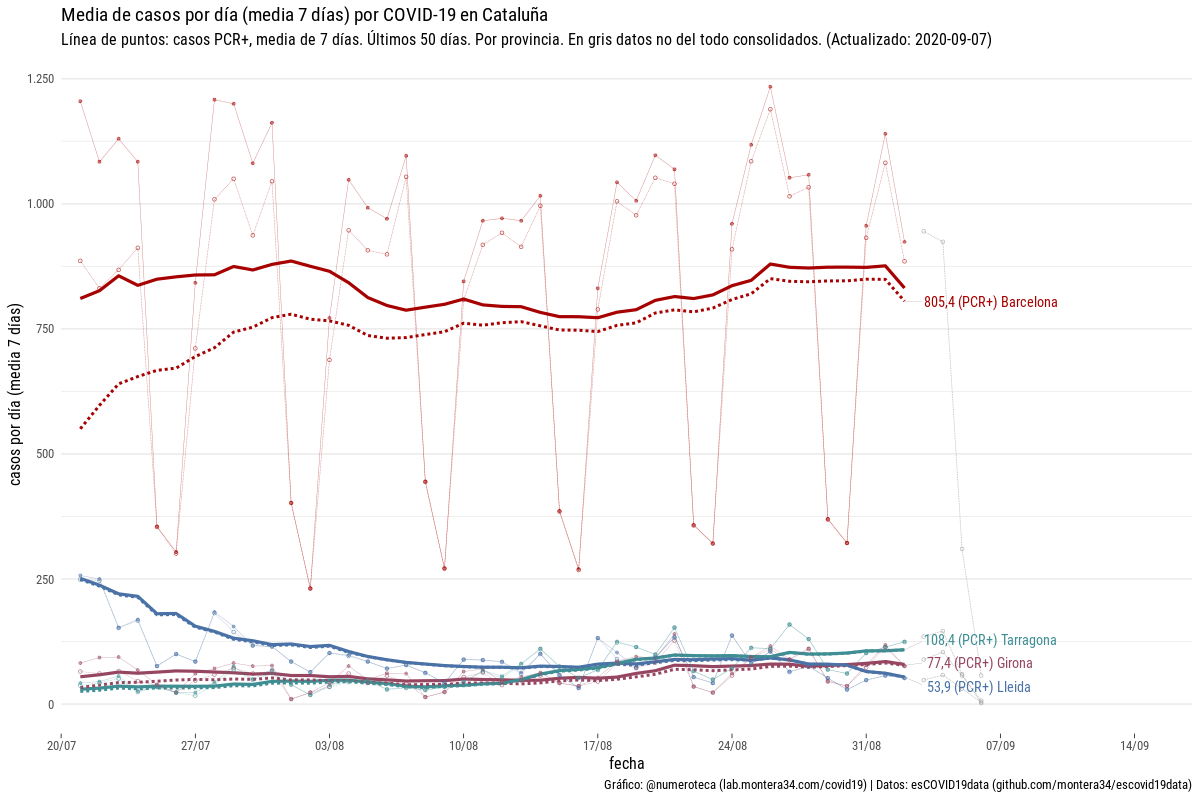 Media de casos por día (media 7 días) por COVID-19 en Cataluña
Línea de puntos: casos PCR+, media de 7 días. Últimos 50 días. Por provincia. En gris datos no del todo consolidados. (Actualizado: 2020-09-07)
casos por día (media 7 días)
1.250
1.000
750
500
250
0
805,4 (PCR+) Barcelona
108,4 (PCR+) Tarragona
77,4 (PCR+) Girona
53,9 (PCR+) Lleida
20/07
27/07
03/08
10/08
17/08
24/08
31/08
07/09
14/09
fecha
Gráfico: @numeroteca (lab.montera34.com/covid19) | Datos: esCOVID19data (github.com/montera34/escovid19data)